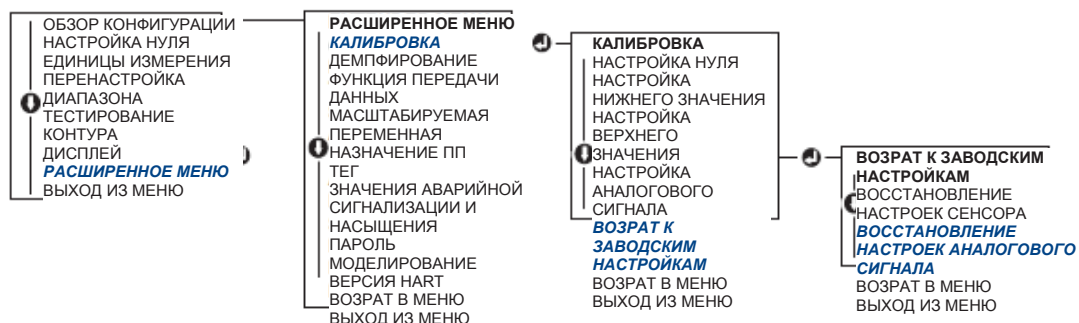 ОБЗОР КОНФИГУРАЦИИ
НАСТРОЙКА НУЛЯ
ЕДИНИЦЫ ИЗМЕРЕНИЯ
ПЕРЕНАСТРОЙКА
ДИАПАЗОНА
ТЕСТИРОВАНИЕ
КОНТУРА
ДИСПЛЕЙ
РАСШИРЕННОЕ МЕНЮ
ВЫХОД ИЗ МЕНЮ
РАСШИРЕННОЕ МЕНЮ
КАЛИБРОВКА
ДЕМПФИРОВАНИЕ
ФУНКЦИЯ ПЕРЕДАЧИ
ДАННЫХ
МАСШТАБИРУЕМАЯ
ПЕРЕМЕННАЯ
НАЗНАЧЕНИЕ ПП
ТЕГ
ЗНАЧЕНИЯ АВАРИЙНОЙ
СИГНАЛИЗАЦИИ И
НАСЫЩЕНИЯ
ПАРОЛЬ
МОДЕЛИРОВАНИЕ
ВЕРСИЯ HART
ВОЗРАТ В МЕНЮ
ВЫХОД ИЗ МЕНЮ
КАЛИБРОВКА
НАСТРОЙКА НУЛЯ
НАСТРОЙКА
НИЖНЕГО ЗНАЧЕНИЯ
НАСТРОЙКА
ВЕРХНЕГО
ЗНАЧЕНИЯ
НАСТРОЙКА
АНАЛОГОВОГО
СИГНАЛА
ВОЗРАТ К
ЗАВОДСКИМ
НАСТРОЙКАМ
ВОЗРАТ В МЕНЮ
ВЫХОД ИЗ МЕНЮ
ВОЗРАТ К ЗАВОДСКИМ
НАСТРОЙКАМ
ВОССТАНОВЛЕНИЕ
НАСТРОЕК СЕНСОРА
ВОССТАНОВЛЕНИЕ
НАСТРОЕК АНАЛОГОВОГО
СИГНАЛА
ВОЗРАТ В МЕНЮ
ВЫХОД ИЗ МЕНЮ